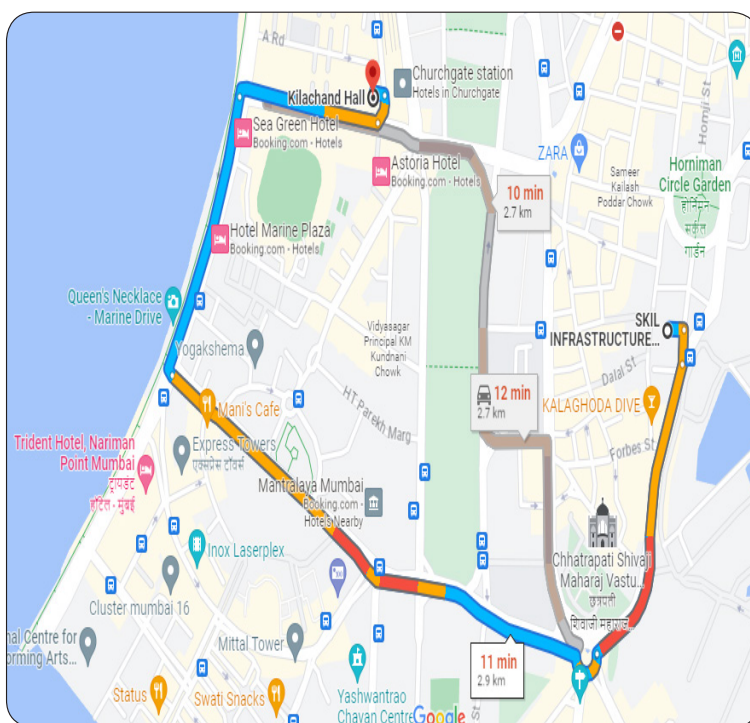 A Rd
Churchgate station
Hotels in Churchgate
Kilachand Hall
Homji St
Sea Green Hotel
Booking.com - Hotels
Astoria Hotel
Booking.com - Hotels
ZARA
Sameer
Kailash
Poddar Chowk
Horniman
Circle Garden
हॉर्निमन
सर्कल
गार्डन
10 min
2.7 km
Hotel Marine Plaza
Booking.com - Hotels
Queen's Necklace
- Marine Drive
Yogakshema
Vidyasagar
Principal KM
Kundnani
Chowk
SKIL
INFRASTRUCTURE...
Dalal St
12 min
2.7 km
HT Parekh Marg
Mani's Cafe
KALAGHODA DIVE
Forbes St
Trident Hotel, Nariman
Point Mumbai
ट्रायडेंट
हॉटेल - मुंबई
Express Towers
एक्सप्रेस टॉवर्स
Mantralaya Mumbai
Booking.com -
Hotels Nearby
Inox Laserplex
Chhatrapati Shivaji
Maharaj Vastu...
छत्रपती
शिवाजी महाराज...
Cluster mumbai 16
nal Centre for
orming Arts...
Mittal Tower
11 min
2.9 km
Status
Swati Snacks
Yashwantrao
Chavan Centre
Google
St